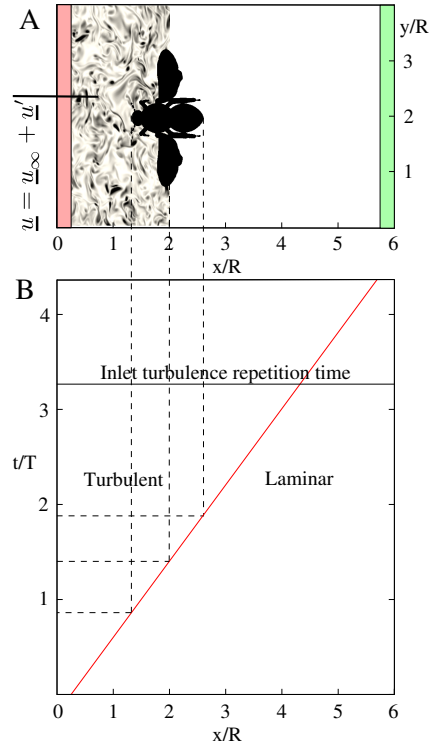 A
y/R
3
2
1
u = u∞ + u'
0 1 2 3 4 5 6
x/R
B
4
Inlet turbulence repetition time
3
t/T
Turbulent
Laminar
2
1
0 1 2 3 4 5 6
x/R